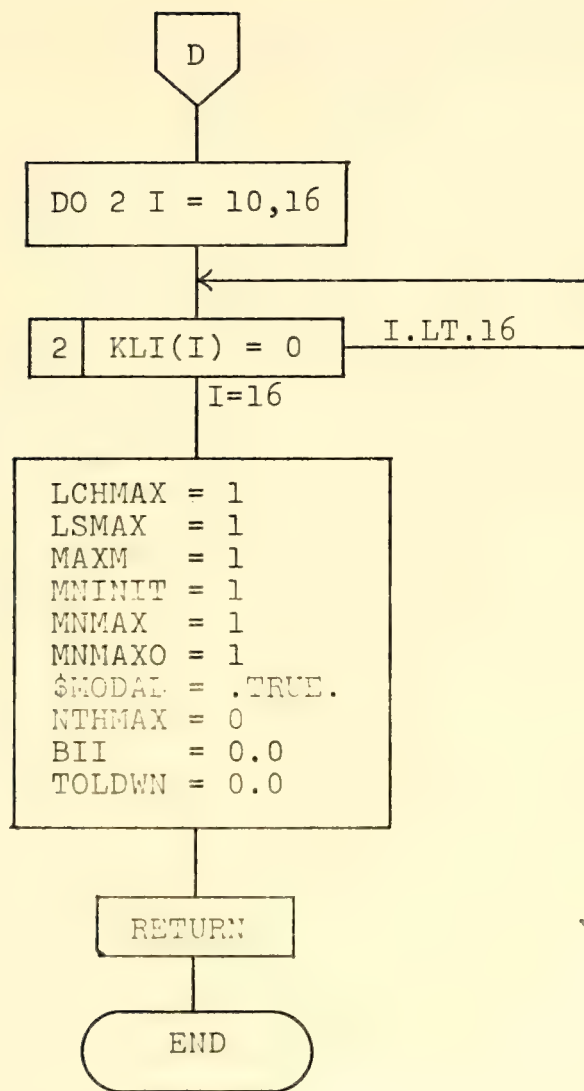 D
DO 2 I = 10,16
2 KLI(I) = 0 I.LT.16
I=16
LCHMAX = 1
LSMAX = 1
MAXM = 1
MNINIT = 1
MNMAX = 1
MNMAXO = 1
$MODAL = .TRUE.
NTHMAX = 0
BII = 0.0
TOLDWN = 0.0
RETURN
END